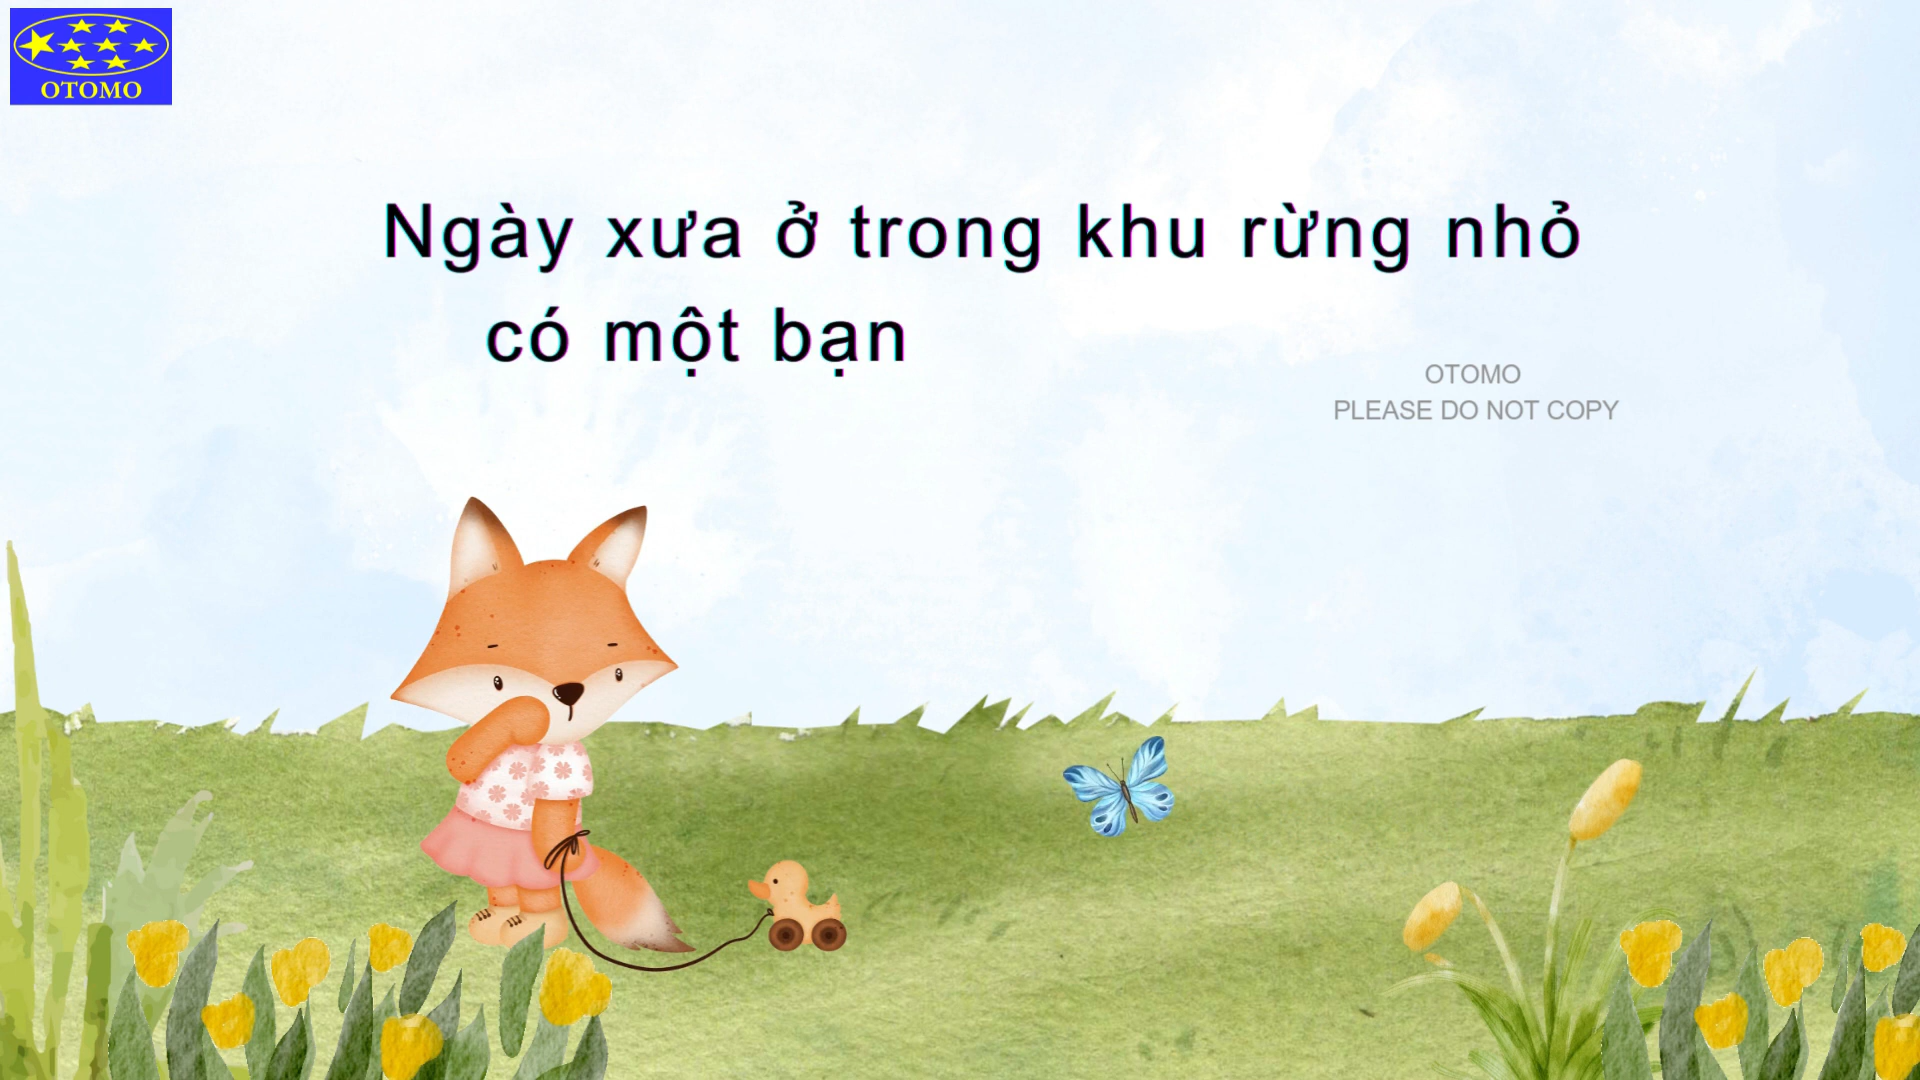 OTOMO
Ngày xưa ở trong khu rừng nhỏ
có một bạn
OTOMO
PLEASE DO NOT COPY